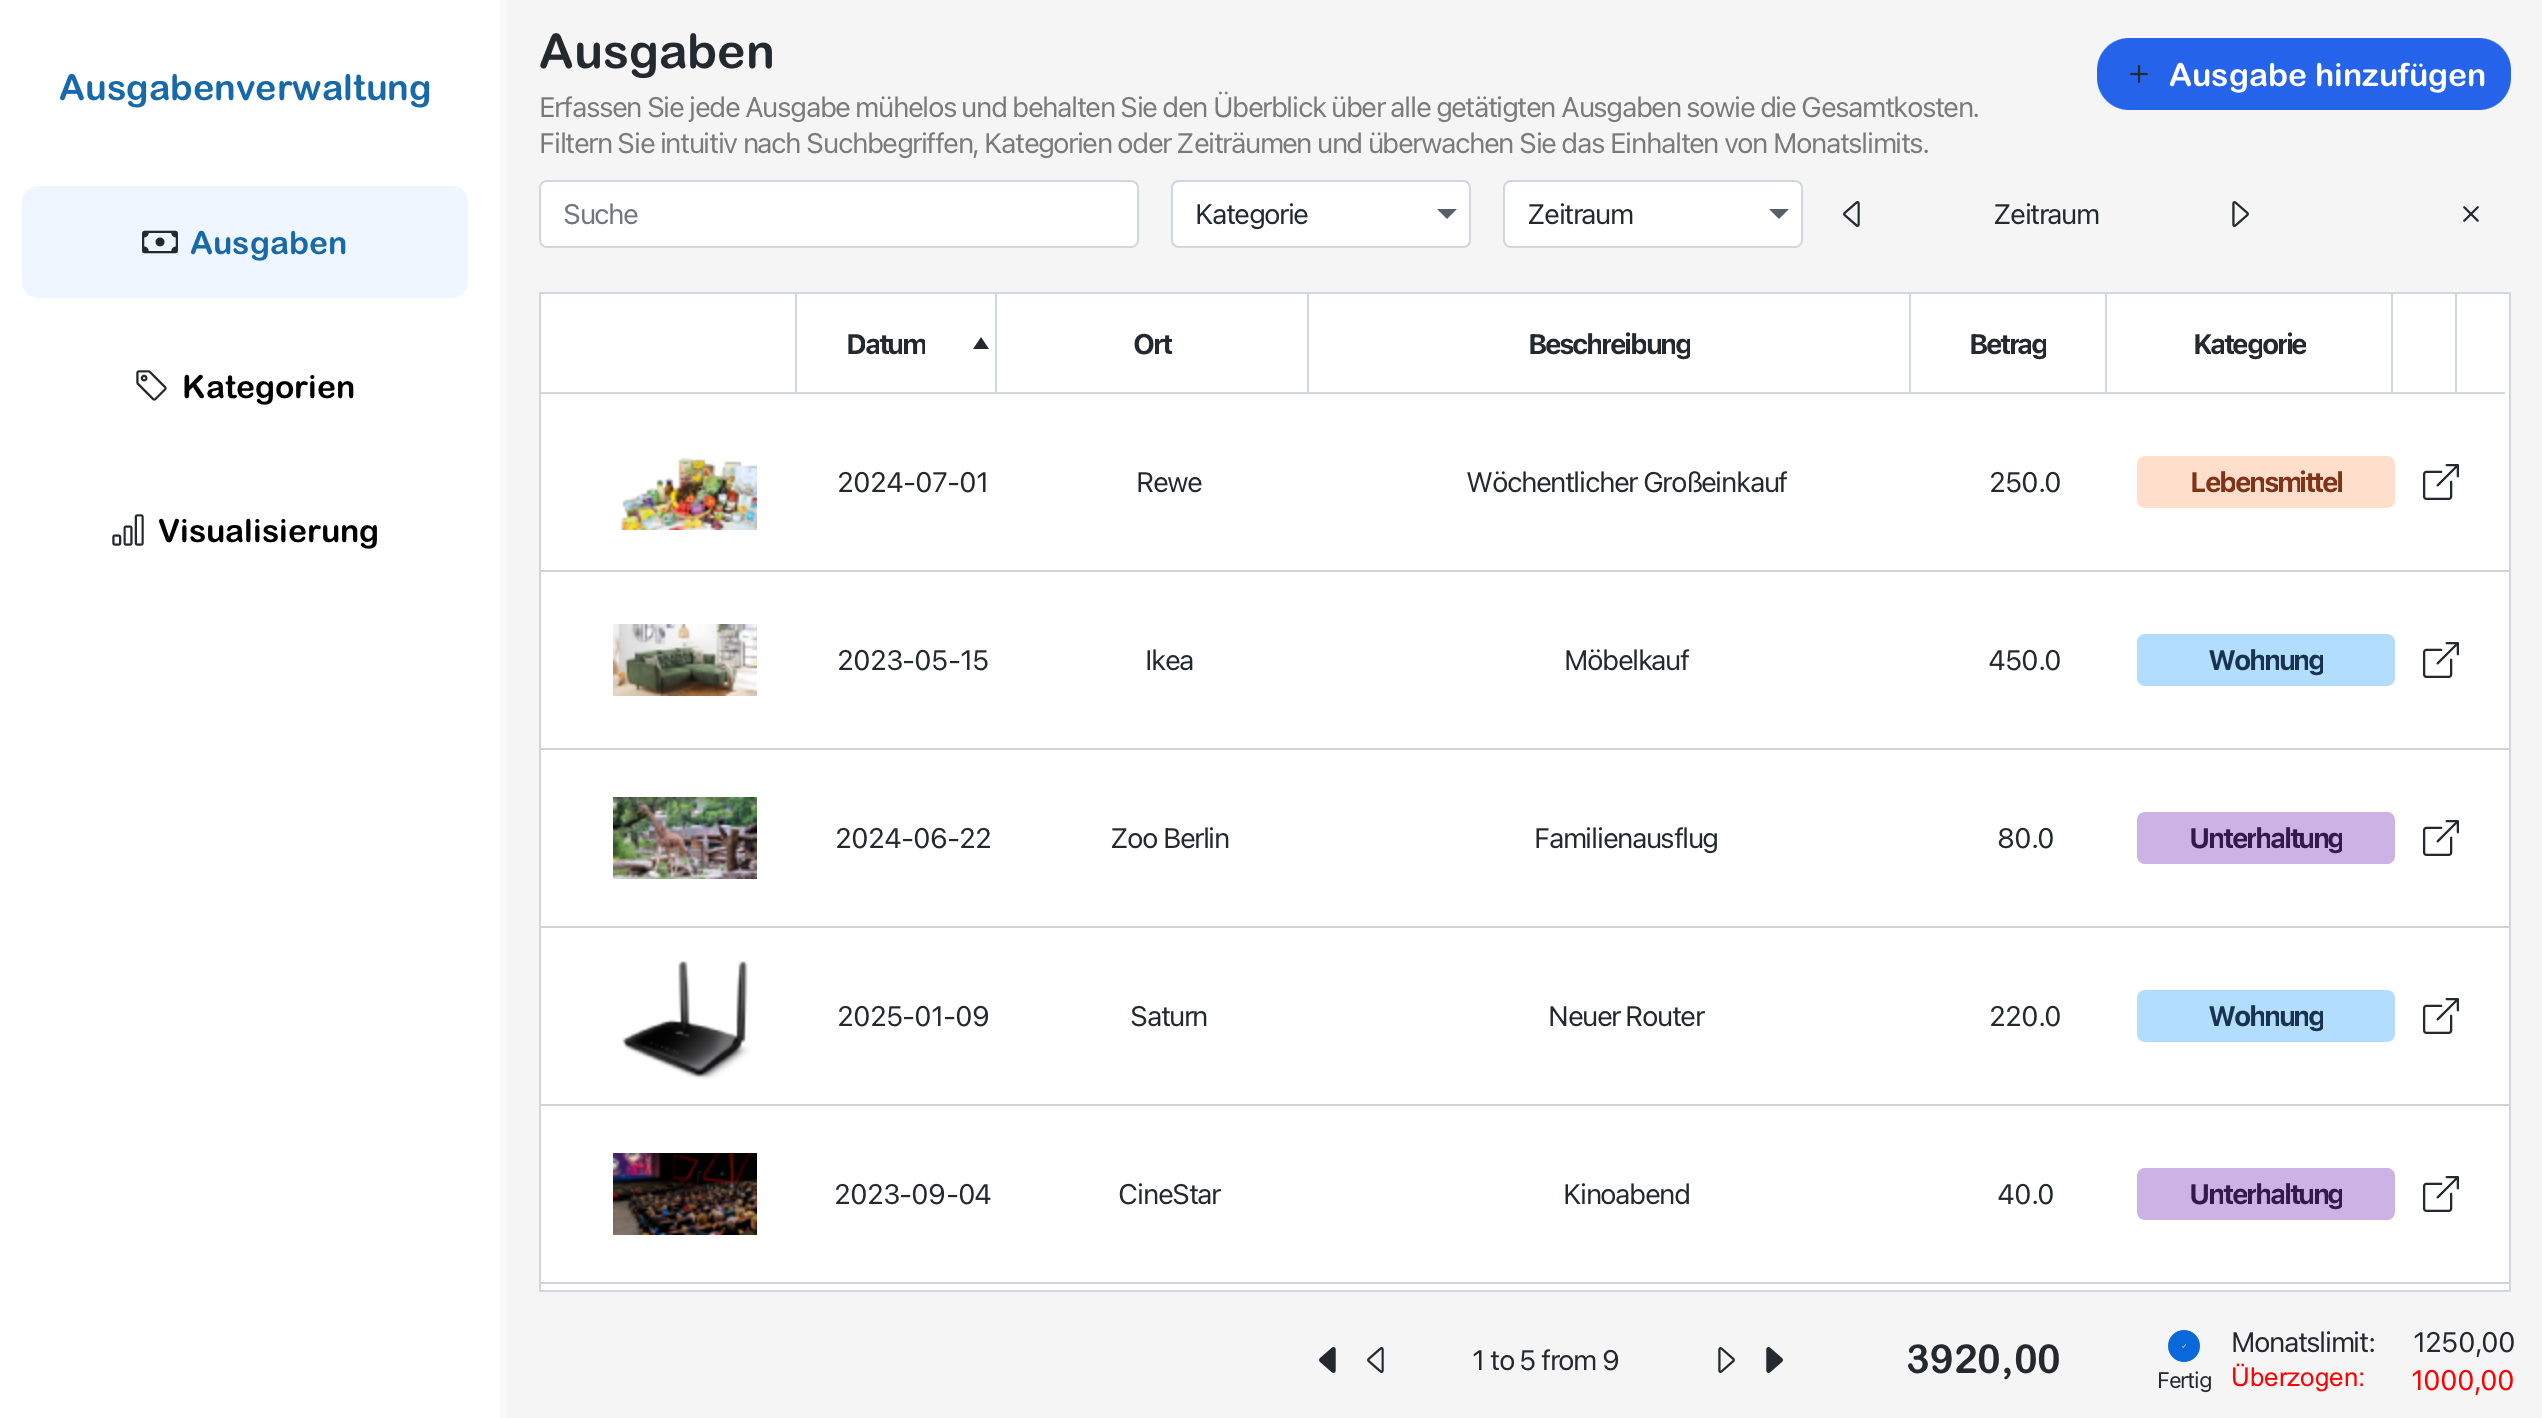 Ausgabenverwaltung
Ausgaben
Kategorien
Visualisierung
Ausgaben
+ Ausgabe hinzufügen
Erfassen Sie jede Ausgabe mühelos und behalten Sie den Überblick über alle getätigten Ausgaben sowie die Gesamtkosten.
Filtern Sie intuitiv nach Suchbegriffen, Kategorien oder Zeiträumen und überwachen Sie das Einhalten von Monatslimits.
Suche Kategorie Zeitraum Zeitraum
Datum Ort Beschreibung Betrag Kategorie
2024-07-01 Rewe Wöchentlicher Großeinkauf 250.0 Lebensmittel
2023-05-15 Ikea Möbelkauf 450.0 Wohnung
2024-06-22 Zoo Berlin Familienausflug 80.0 Unterhaltung
2025-01-09 Saturn Neuer Router 220.0 Wohnung
2023-09-04 CineStar Kinoabend 40.0 Unterhaltung
1 to 5 from 9 3920,00
Fertig
Monatslimit: 1250,00
Überzogen: 1000,00